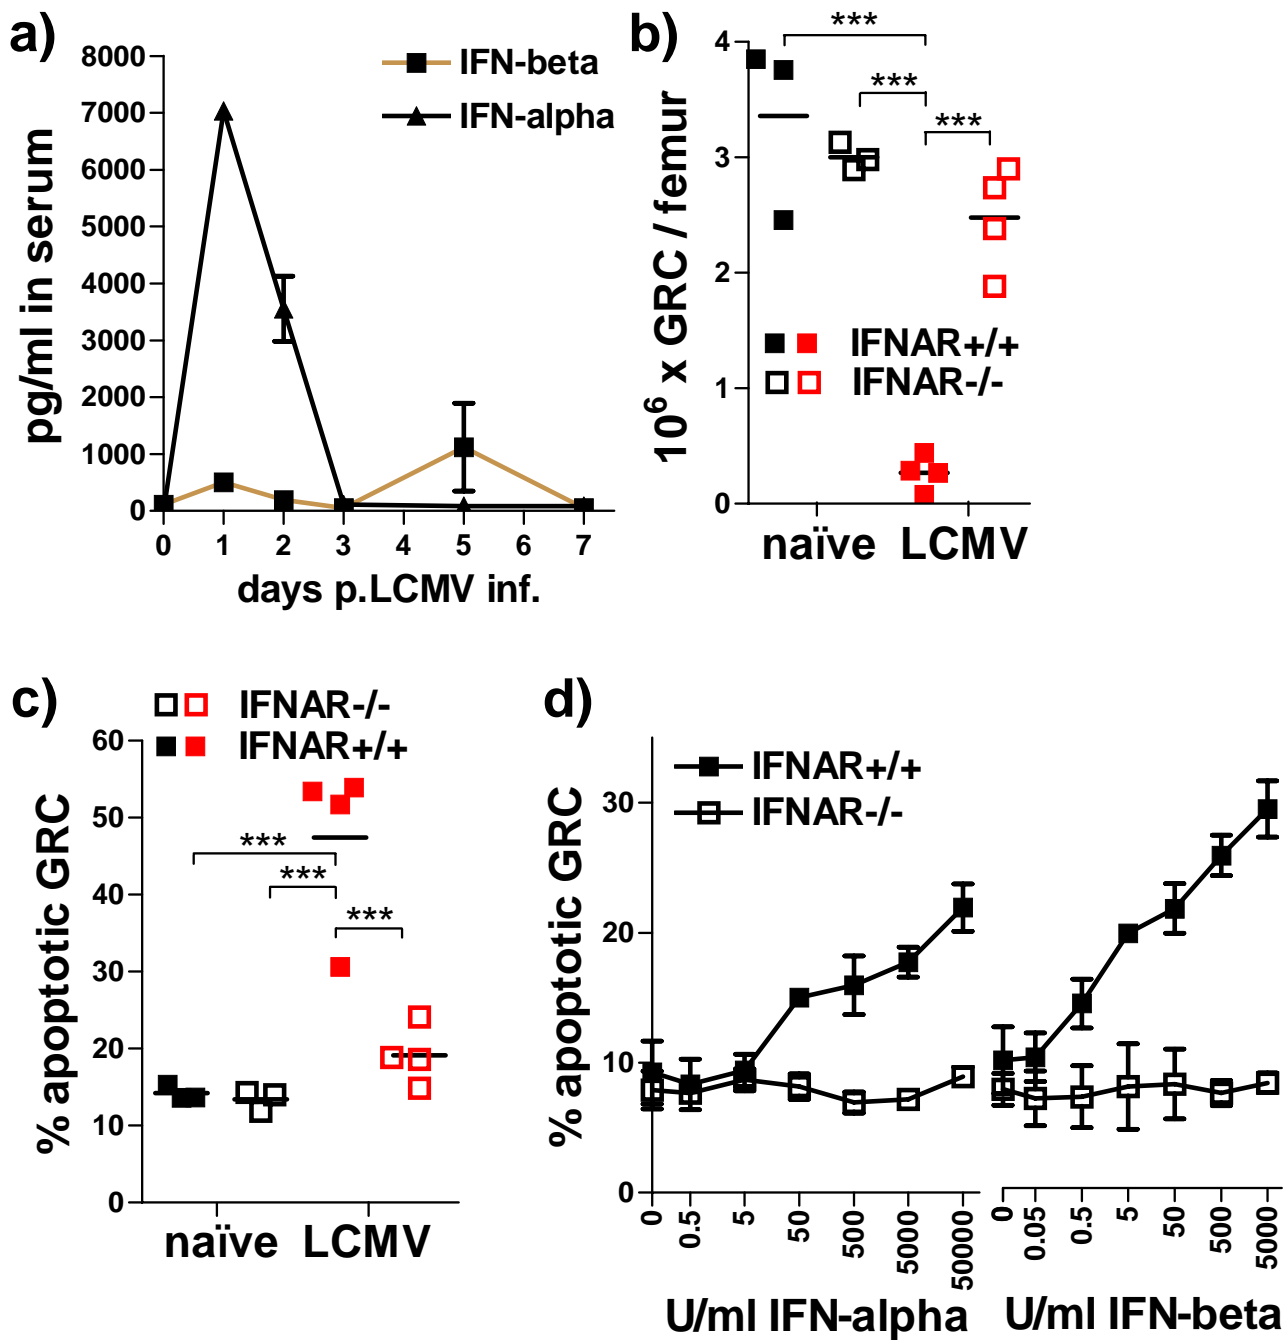 a)
8000
7000
6000
5000
4000
3000
2000
1000
0
pg/ml in serum
IFN-beta
IFN-alpha
0 1 2 3 4 5 6 7
days p.LCMV inf.
b)
4
3
2
1
0
10^6 x GRC / femur
***
***
***
IFNAR+/+
IFNAR-/-
naïve LCMV
c)
IFNAR-/-
IFNAR+/+
60
50
40
30
20
10
0
% apoptotic GRC
***
***
***
naïve LCMV
d)
IFNAR+/+
IFNAR-/-
30
20
10
0
% apoptotic GRC
0 0.5 5 50 500 5000 50000
0 0.05 0.5 5 50 500 5000
U/ml IFN-alpha U/ml IFN-beta